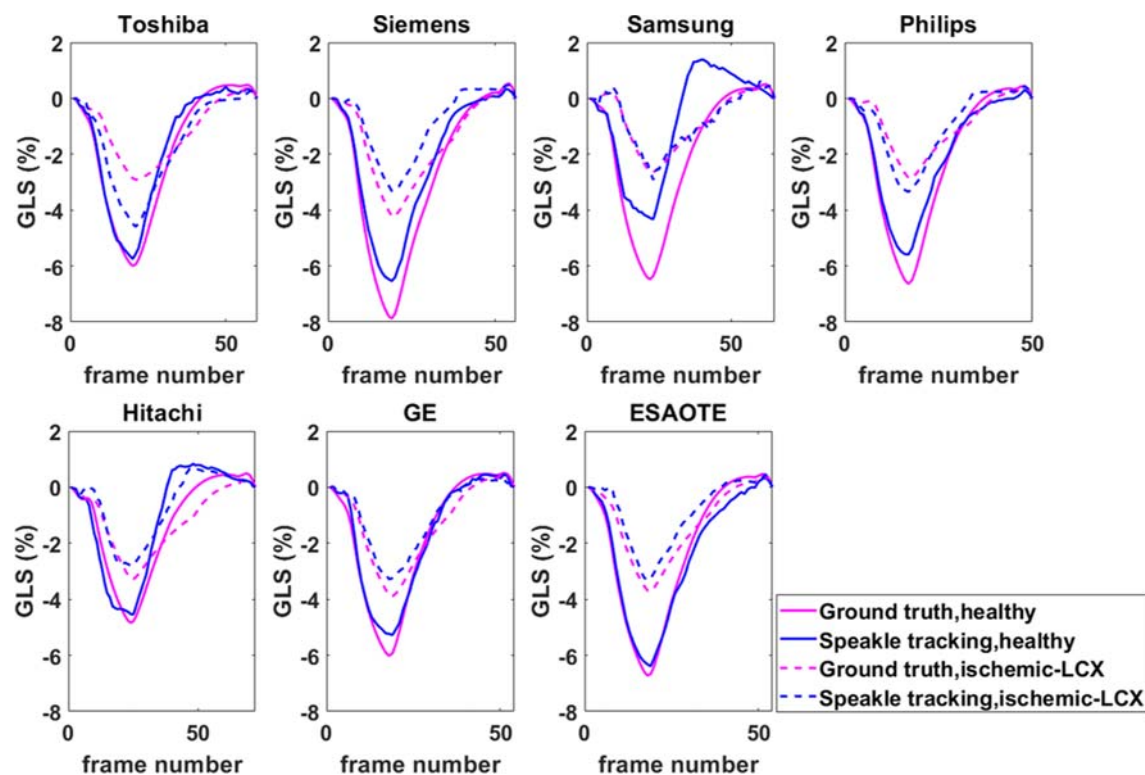 Toshiba
2
0
-2
-4
-6
-8
0
50
GLS (%)
frame number
Siemens
2
0
-2
-4
-6
-8
0
50
GLS (%)
frame number
Samsung
2
0
-2
-4
-6
-8
0
50
GLS (%)
frame number
Philips
2
0
-2
-4
-6
-8
0
50
GLS (%)
frame number
Hitachi
2
0
-2
-4
-6
-8
0
50
GLS (%)
frame number
GE
2
0
-2
-4
-6
-8
0
50
GLS (%)
frame number
ESAOTE
2
0
-2
-4
-6
-8
0
50
GLS (%)
frame number
Ground truth,healthy
Speakle tracking,healthy
Ground truth,ischemic-LCX
Speakle tracking,ischemic-LCX